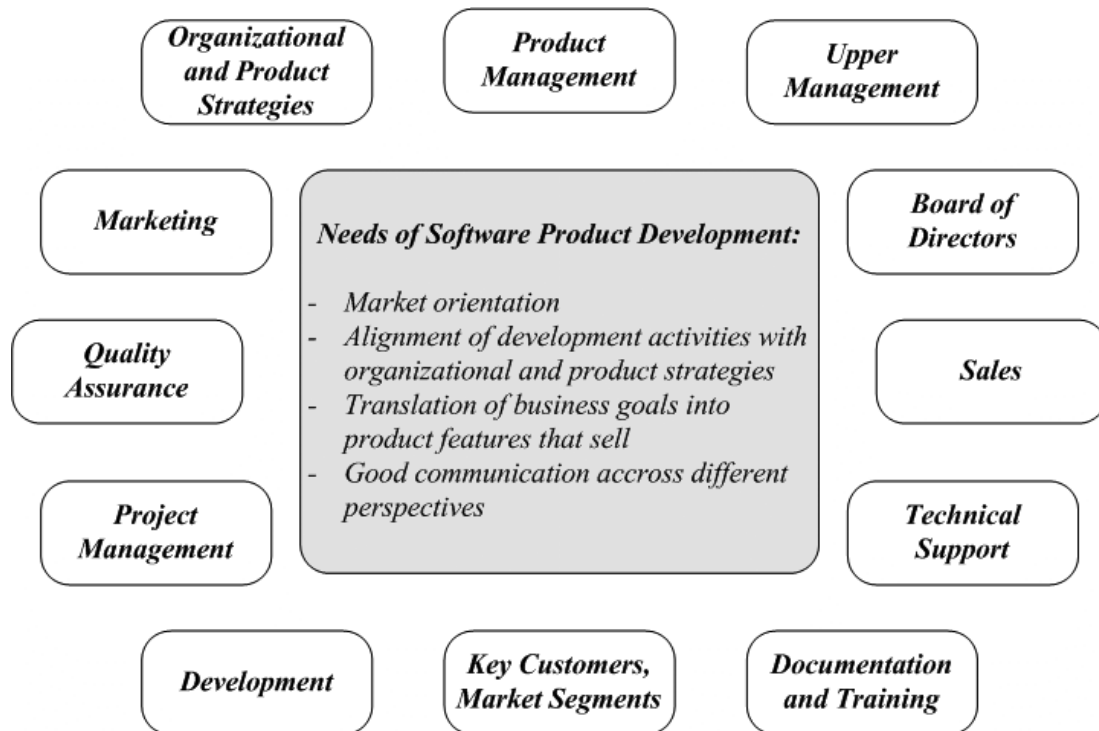 Organizational
and Product
Strategies
Product
Management
Upper
Management
Marketing
Board of
Directors
Needs of Software Product Development:
- Market orientation
- Alignment of development activities with
organizational and product strategies
- Translation of business goals into
product features that sell
- Good communication accross different
perspectives
Quality
Assurance
Sales
Project
Management
Technical
Support
Development
Key Customers,
Market Segments
Documentation
and Training